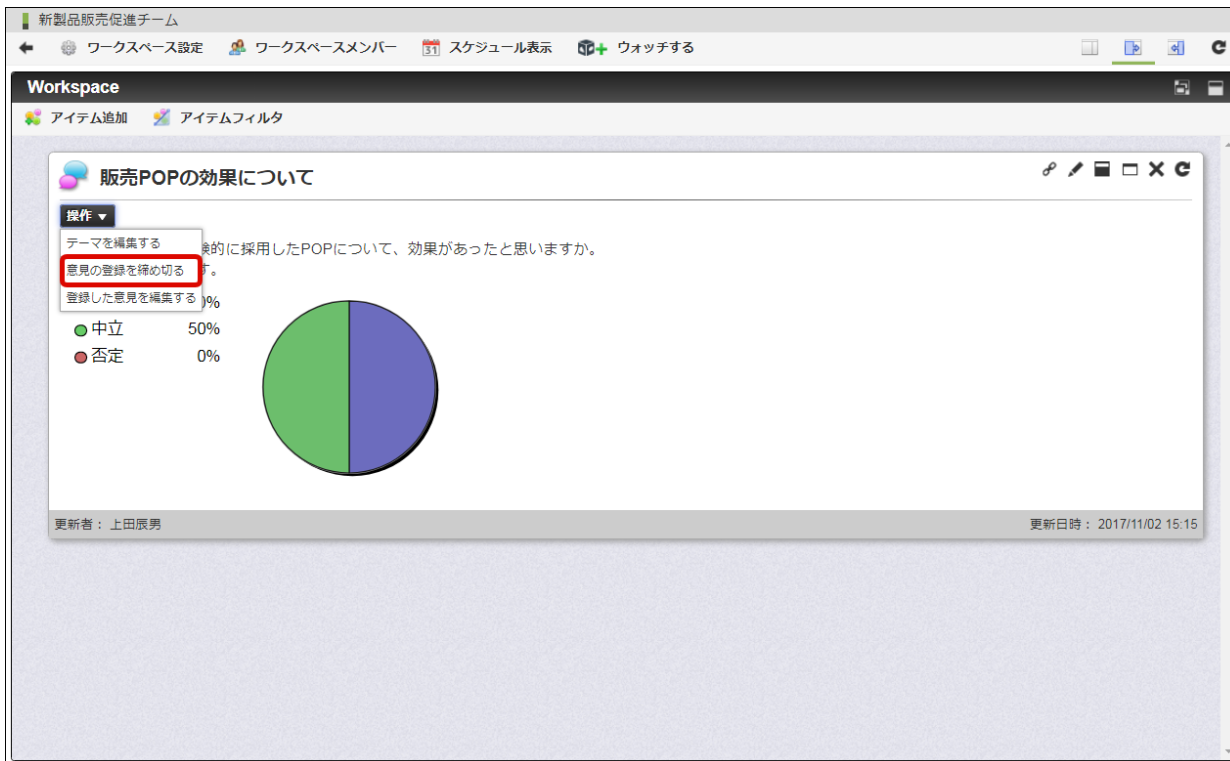 新製品販売促進チーム
ワークスペース設定 ワークスペースメンバー 31 スケジュール表示 ウォッチする
Workspace
アイテム追加 アイテムフィルタ
販売POPの効果について
操作 ▼
テーマを編集する
的に採用したPOPについて、効果があったと思いますか。
意見の登録を締め切る
す。
登録した意見を編集する
0%
中立 50%
否定 0%
更新者： 上田辰男 更新日時： 2017/11/02 15:15